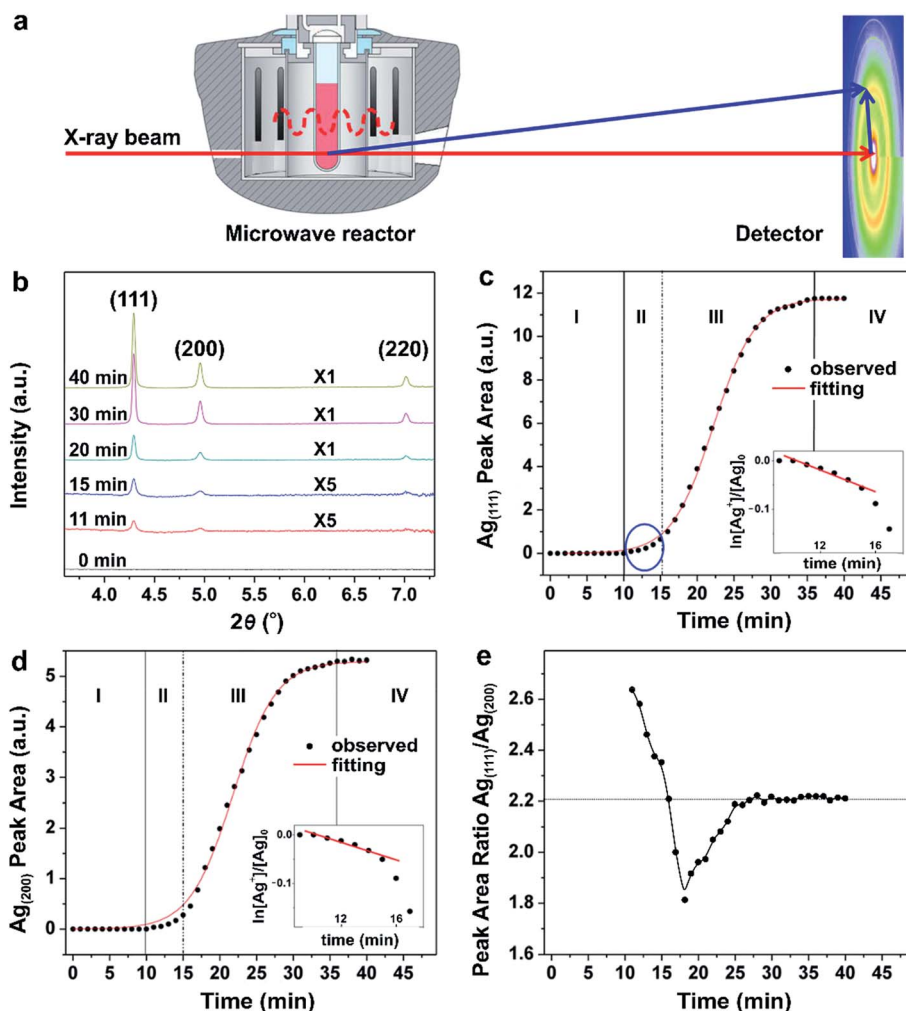 a
X-ray beam
Microwave reactor
Detector
b
(111)
(200)
(220)
40 min
X1
30 min
X1
20 min
X1
15 min
X5
11 min
X5
0 min
Intensity (a.u.)
4.0 4.5 5.0 5.5 6.0 6.5 7.0
2θ (°)
c
Ag(111) Peak Area (a.u.)
12
10
8
6
4
2
0
I II III IV
observed
fitting
ln[Ag⁺]/[Ag]₀
0.0
-0.1
12 16
time (min)
0 5 10 15 20 25 30 35 40 45
Time (min)
d
Ag(200) Peak Area (a.u.)
5
4
3
2
1
0
I II III IV
observed
fitting
ln[Ag⁺]/[Ag]₀
0.0
-0.1
12 16
time (min)
0 5 10 15 20 25 30 35 40 45
Time (min)
e
Peak Area Ratio Ag(111)/Ag(200)
2.6
2.4
2.2
2.0
1.8
1.6
0 5 10 15 20 25 30 35 40 45
Time (min)